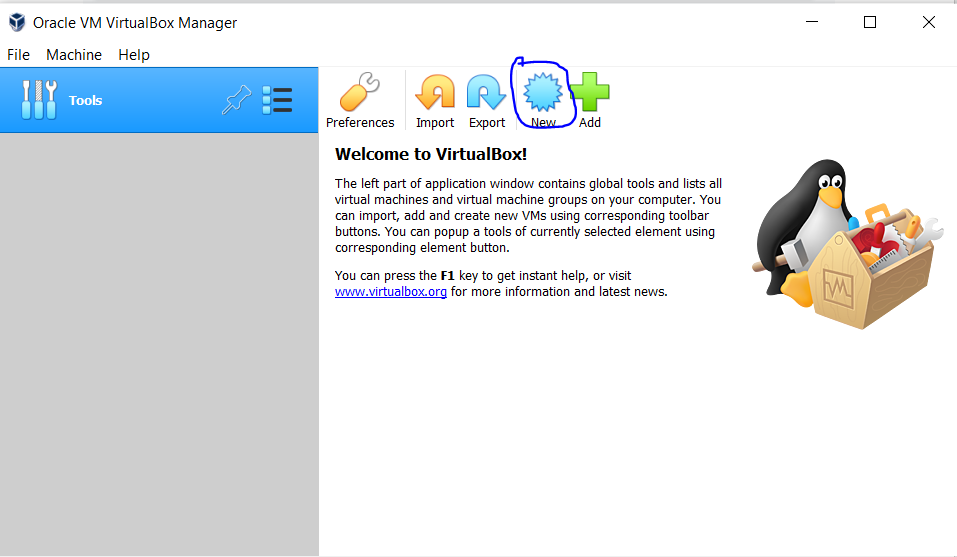 Oracle VM VirtualBox Manager
File Machine Help
Tools
Preferences Import Export New Add
Welcome to VirtualBox!
The left part of application window contains global tools and lists all
virtual machines and virtual machine groups on your computer. You
can import, add and create new VMs using corresponding toolbar
buttons. You can popup a tools of currently selected element using
corresponding element button.
You can press the F1 key to get instant help, or visit
www.virtualbox.org for more information and latest news.